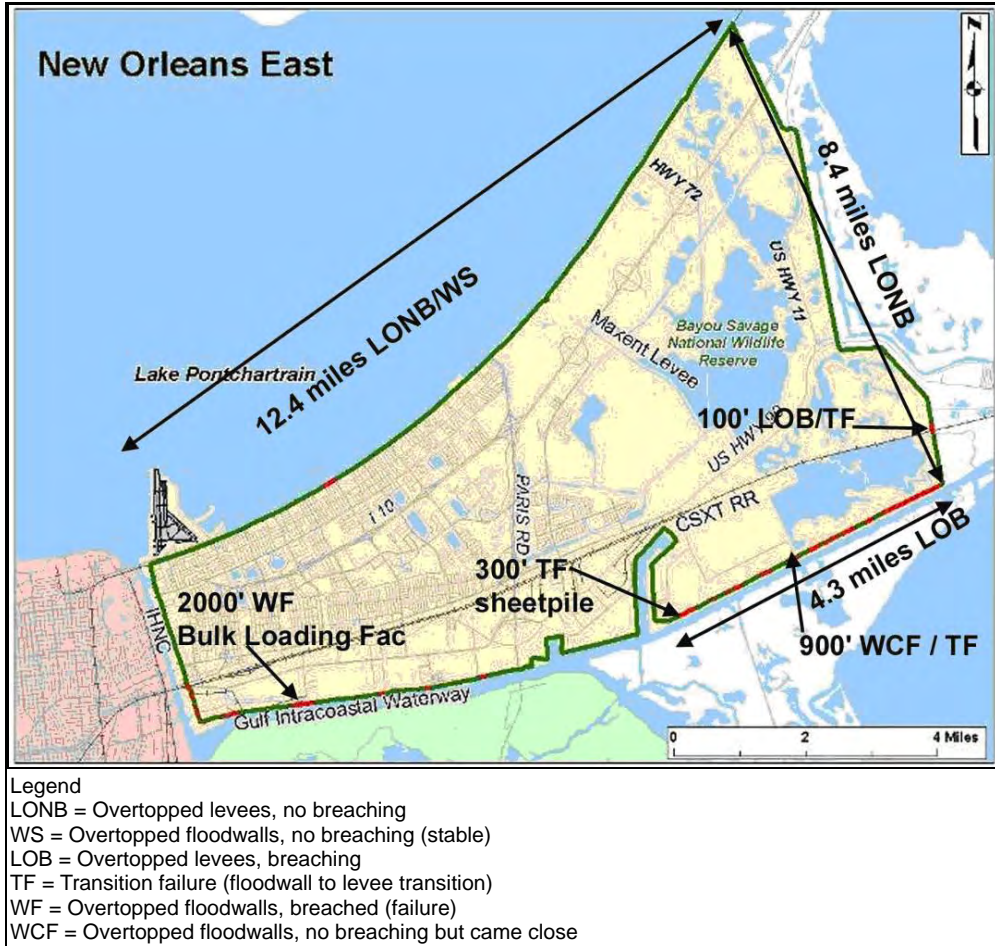 New Orleans East
N
HWY 72
8.4 miles LONB
US HWY 11
12.4 miles LONB/WS
Bayou Savage
National Wildlife
Reserve
Maxent Levee
Lake Pontchartrain
100' LOB/TF
US HWY 90
I 10
PARIS RD
CSXT RR
4.3 miles LOB
300' TF
sheetpile
2000' WF
Bulk Loading Fac
IHNC
900' WCF / TF
Gulf Intracoastal Waterway
0 2 4 Miles
Legend
LONB = Overtopped levees, no breaching
WS = Overtopped floodwalls, no breaching (stable)
LOB = Overtopped levees, breaching
TF = Transition failure (floodwall to levee transition)
WF = Overtopped floodwalls, breached (failure)
WCF = Overtopped floodwalls, no breaching but came close